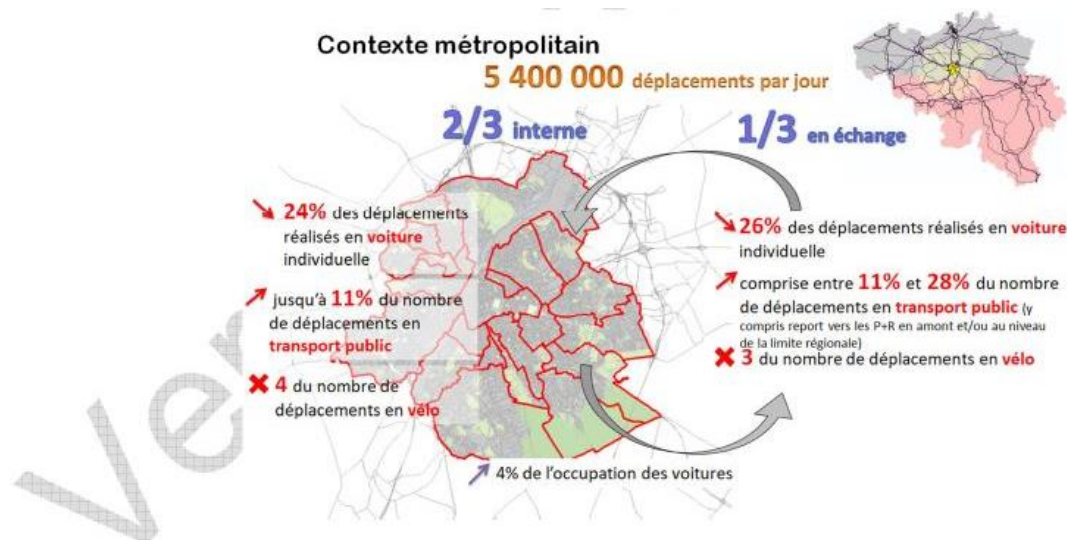 Contexte métropolitain
5 400 000 déplacements par jour
2/3 interne
1/3 en échange
24% des déplacements
réalisés en voiture
individuelle
jusqu'à 11% du nombre
de déplacements en
transport public
4 du nombre de
déplacements en vélo
26% des déplacements réalisés en voiture
individuelle
comprise entre 11% et 28% du nombre
de déplacements en transport public (y
compris report vers les P+R en amont et/ou au niveau
de la limite régionale)
3 du nombre de déplacements en vélo
4% de l'occupation des voitures
Ver